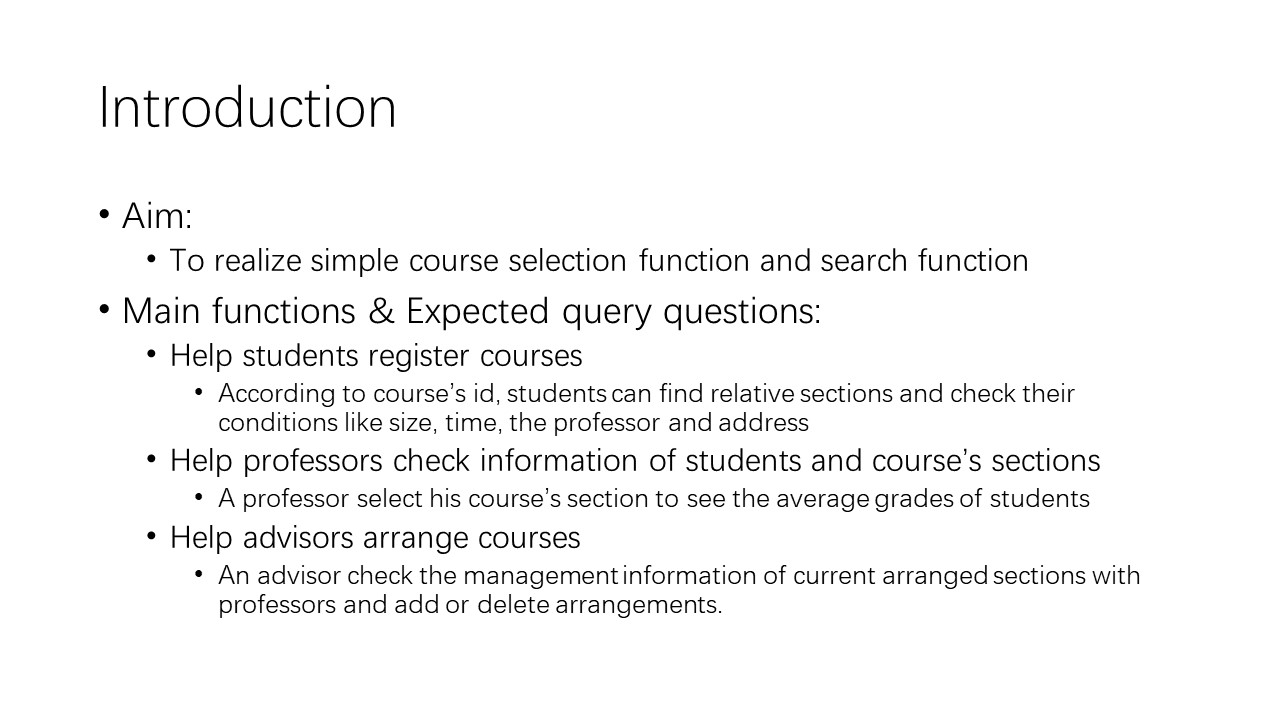 Introduction
• Aim:
• To realize simple course selection function and search function
• Main functions & Expected query questions:
• Help students register courses
• According to course’s id, students can find relative sections and check their
conditions like size, time, the professor and address
• Help professors check information of students and course’s sections
• A professor select his course’s section to see the average grades of students
• Help advisors arrange courses
• An advisor check the management information of current arranged sections with
professors and add or delete arrangements.